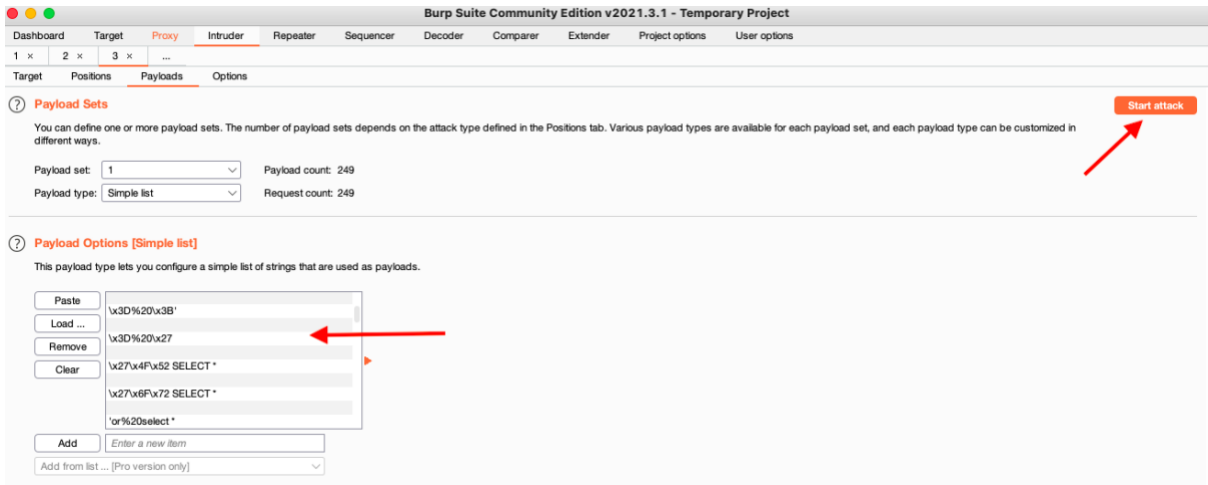 Burp Suite Community Edition v2021.3.1 - Temporary Project
Dashboard Target Proxy Intruder Repeater Sequencer Decoder Comparer Extender Project options User options
1 × 2 × 3 × ...
Target Positions Payloads Options
? Payload Sets
Start attack
You can define one or more payload sets. The number of payload sets depends on the attack type defined in the Positions tab. Various payload types are available for each payload set, and each payload type can be customized in
different ways.
Payload set: 1 Payload count: 249
Payload type: Simple list Request count: 249
? Payload Options [Simple list]
This payload type lets you configure a simple list of strings that are used as payloads.
Paste
\x3D%20\x3B'
Load ...
\x3D%20\x27
Remove
\x27\x4F\x52 SELECT *
Clear
\x27\x6F\x72 SELECT *
'or%20select *
Add Enter a new item
Add from list ... [Pro version only]